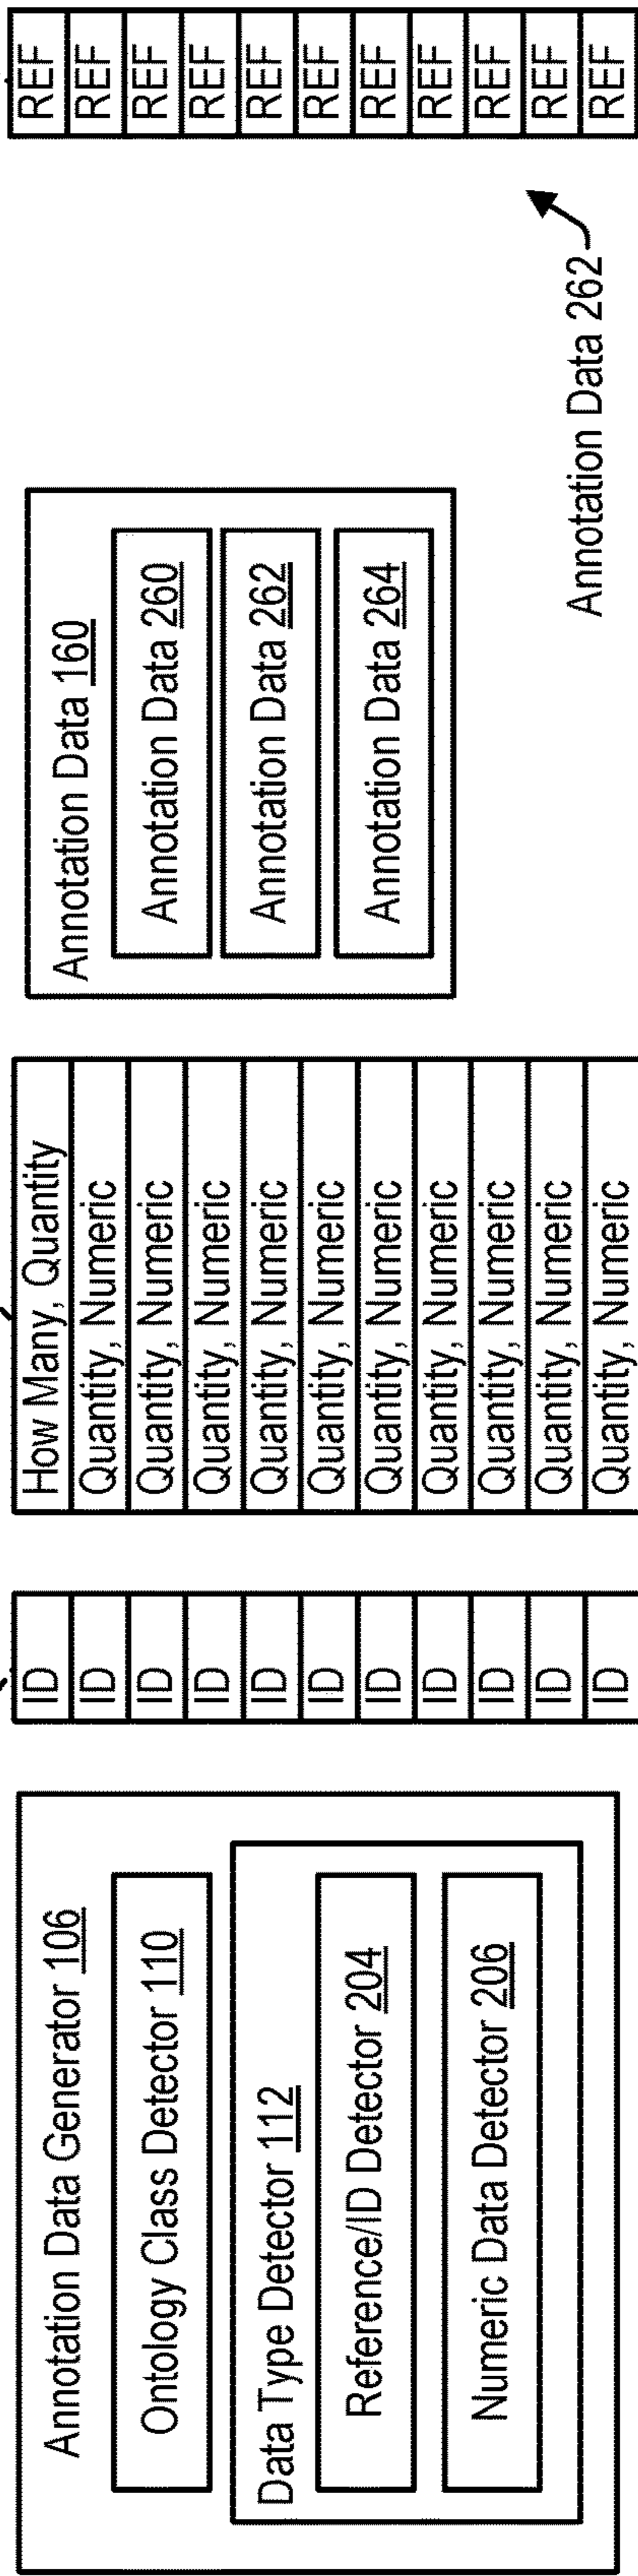 Annotation Data Generator 106
Ontology Class Detector 110
Data Type Detector 112
Reference/ID Detector 204
Numeric Data Detector 206
ID
ID
ID
ID
ID
ID
ID
ID
ID
ID
ID
How Many, Quantity
Quantity, Numeric
Quantity, Numeric
Quantity, Numeric
Quantity, Numeric
Quantity, Numeric
Quantity, Numeric
Quantity, Numeric
Quantity, Numeric
Quantity, Numeric
Quantity, Numeric
Annotation Data 160
Annotation Data 260
Annotation Data 262
Annotation Data 264
Annotation Data 262
REF
REF
REF
REF
REF
REF
REF
REF
REF
REF
REF